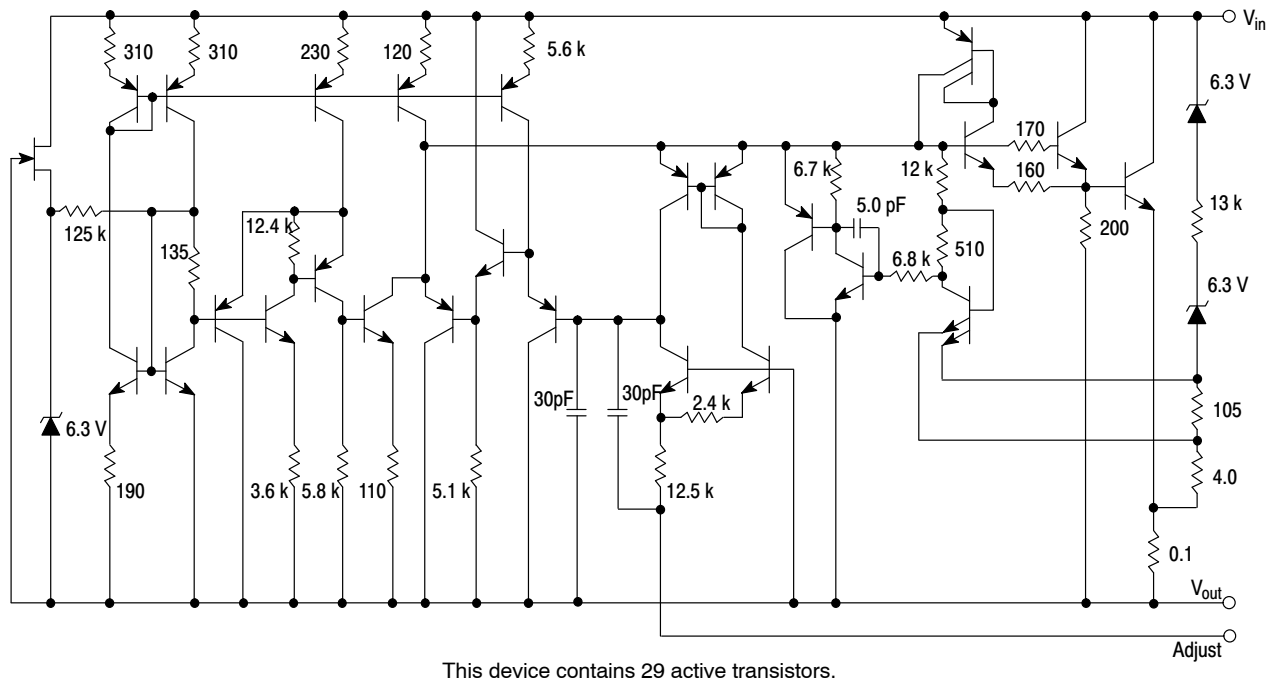 310
310
230
120
5.6 k
V_in
6.3 V
170
160
6.7 k
12 k
5.0 pF
6.8 k
510
200
13 k
125 k
135
12.4 k
6.3 V
30pF
30pF
2.4 k
105
6.3 V
190
3.6 k
5.8 k
110
5.1 k
12.5 k
4.0
0.1
V_out
Adjust
This device contains 29 active transistors.